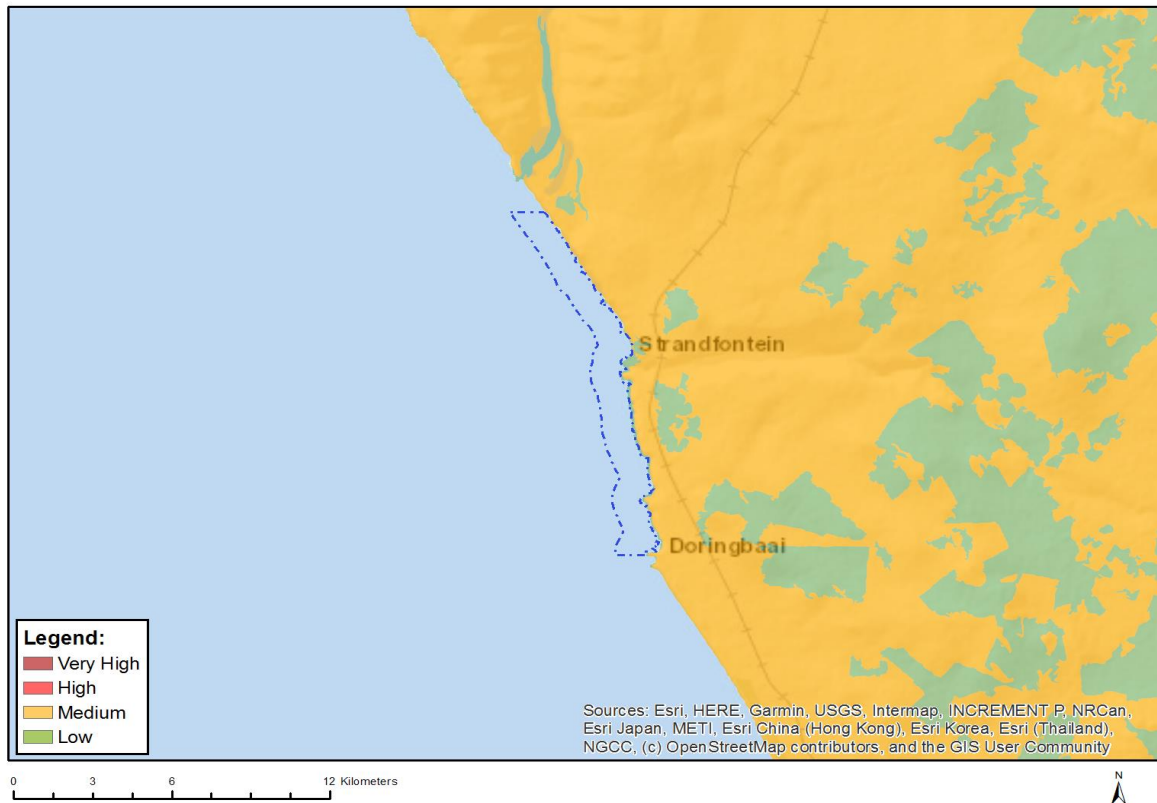 Strandfontein
Doringbaai
Legend:
Very High
High
Medium
Low
Sources: Esri, HERE, Garmin, USGS, Intermap, INCREMENT P, NRCan,
Esri Japan, METI, Esri China (Hong Kong), Esri Korea, Esri (Thailand),
NGCC, (c) OpenStreetMap contributors, and the GIS User Community
0 3 6 12 Kilometers
N